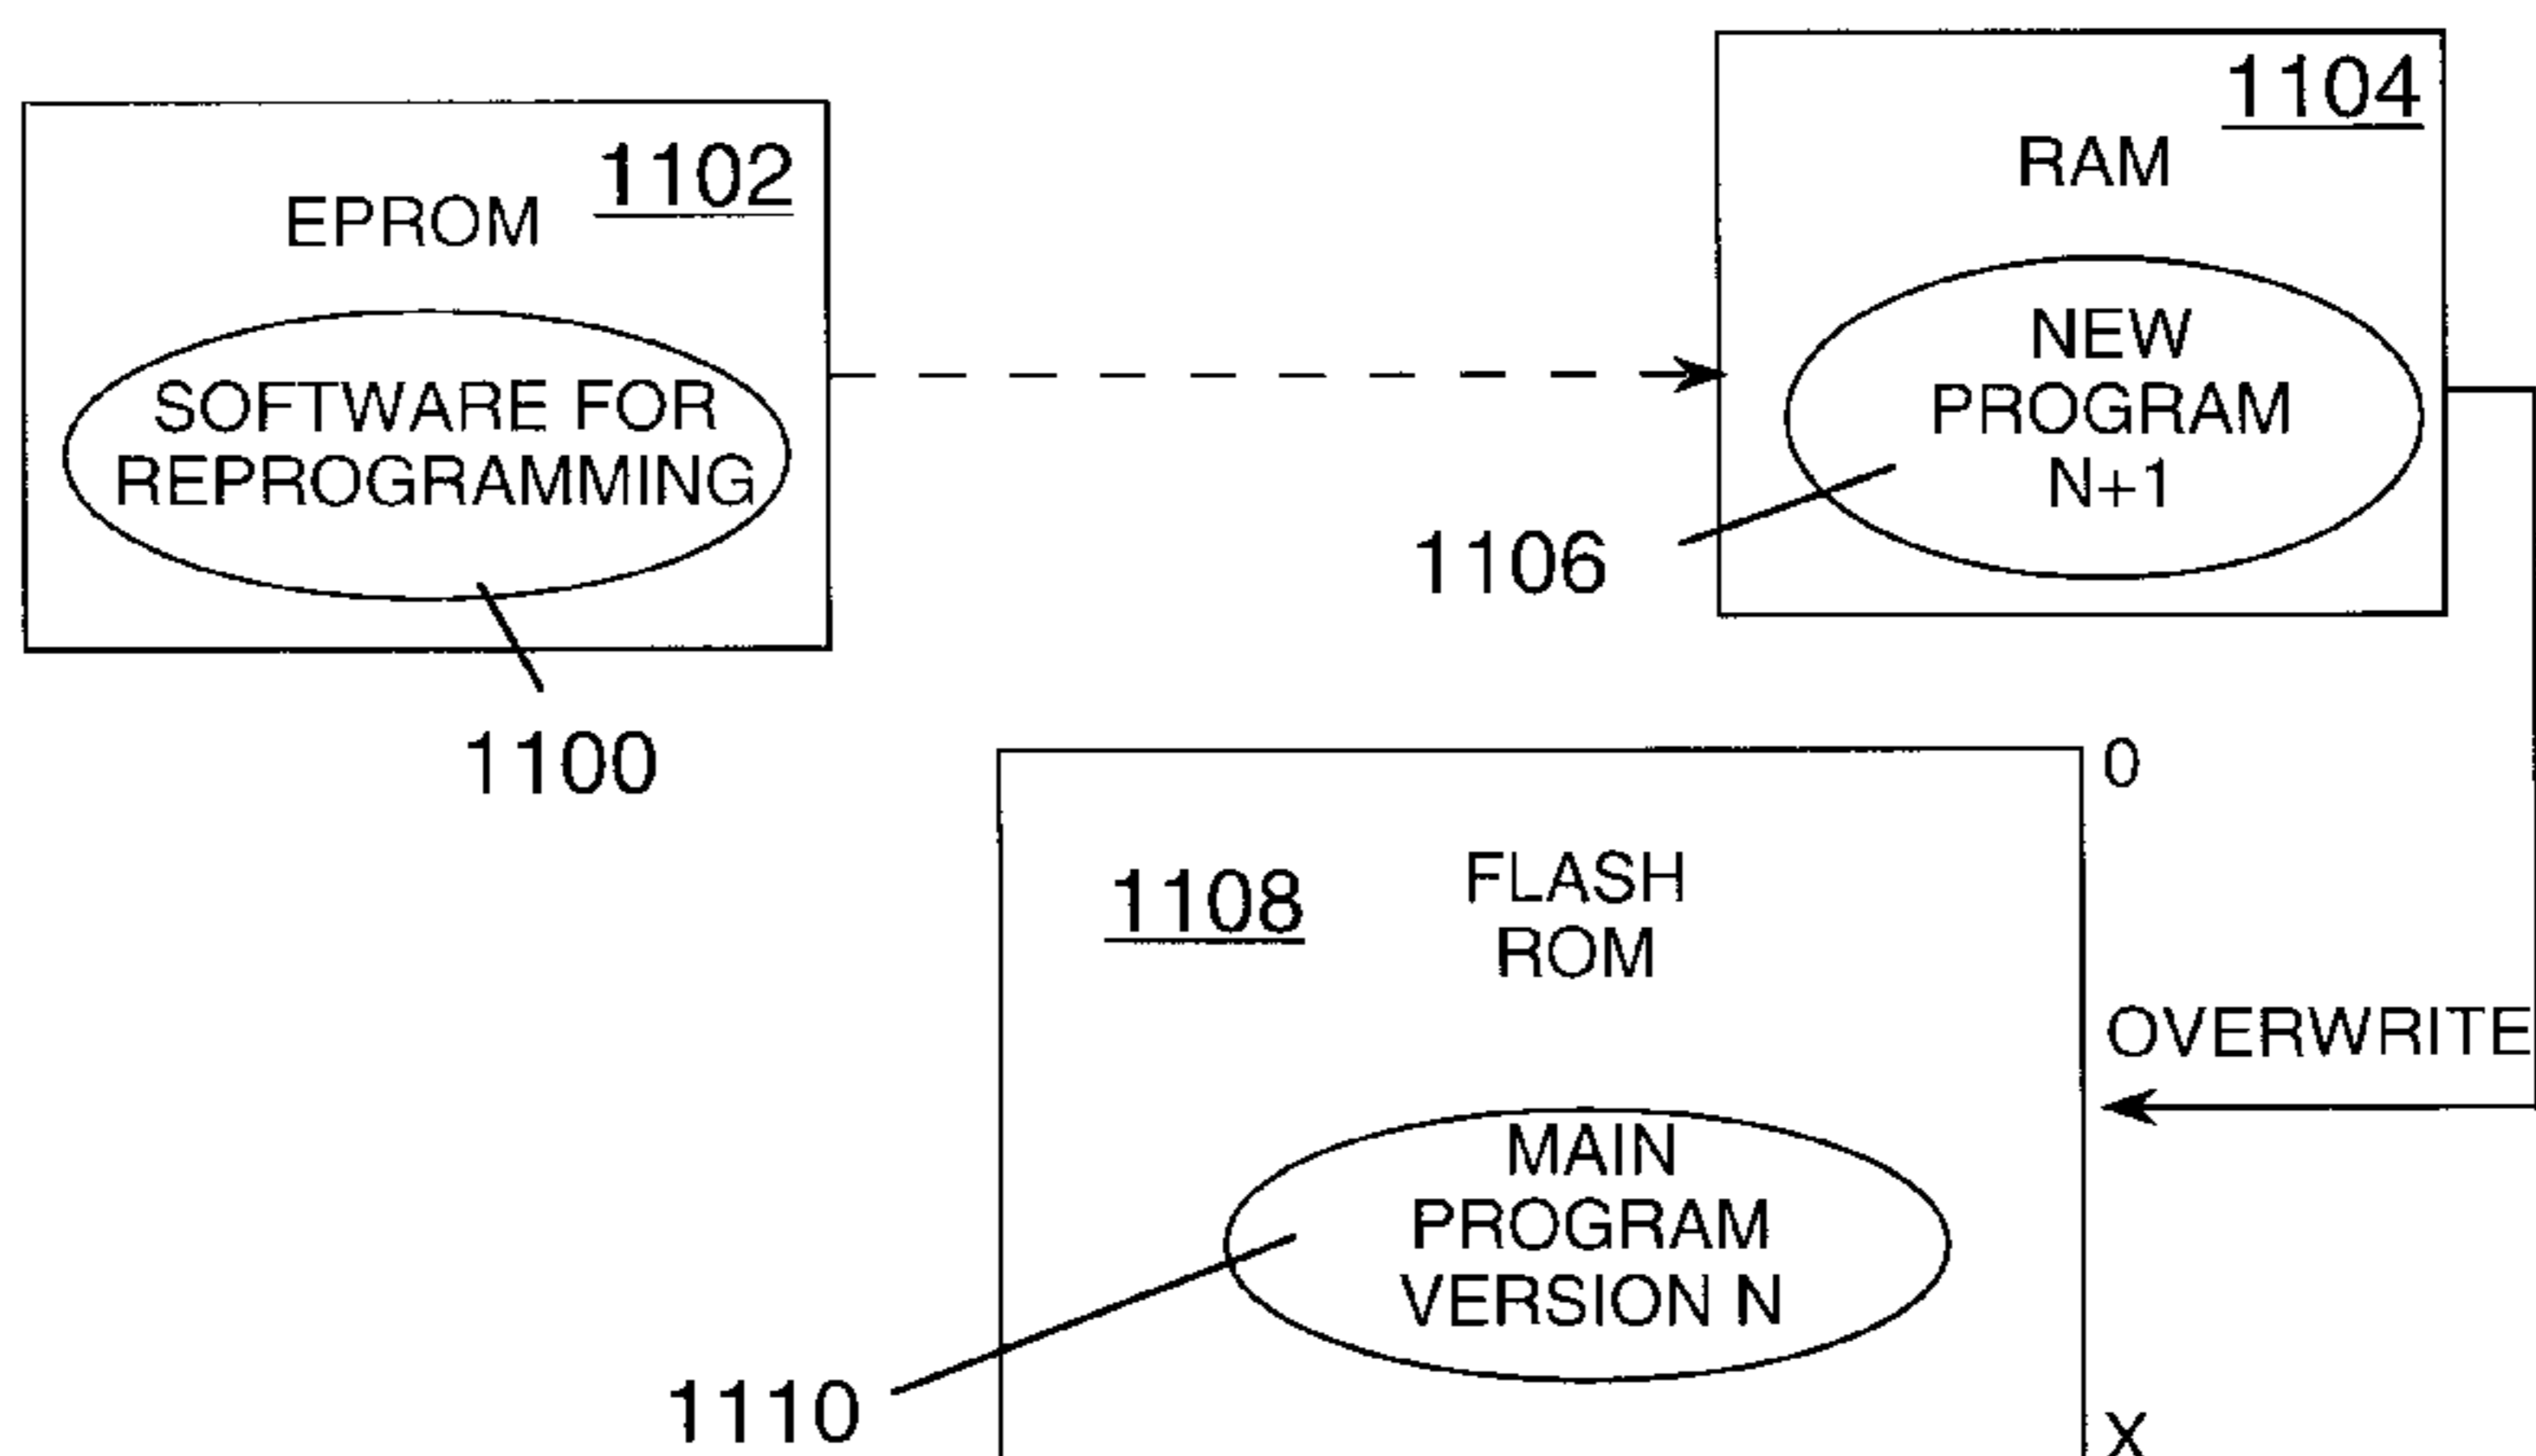 1102
EPROM
SOFTWARE FOR
REPROGRAMMING
1100
1104
RAM
NEW
PROGRAM
N+1
1106
0
1108
FLASH
ROM
OVERWRITE
MAIN
PROGRAM
VERSION N
1110
X